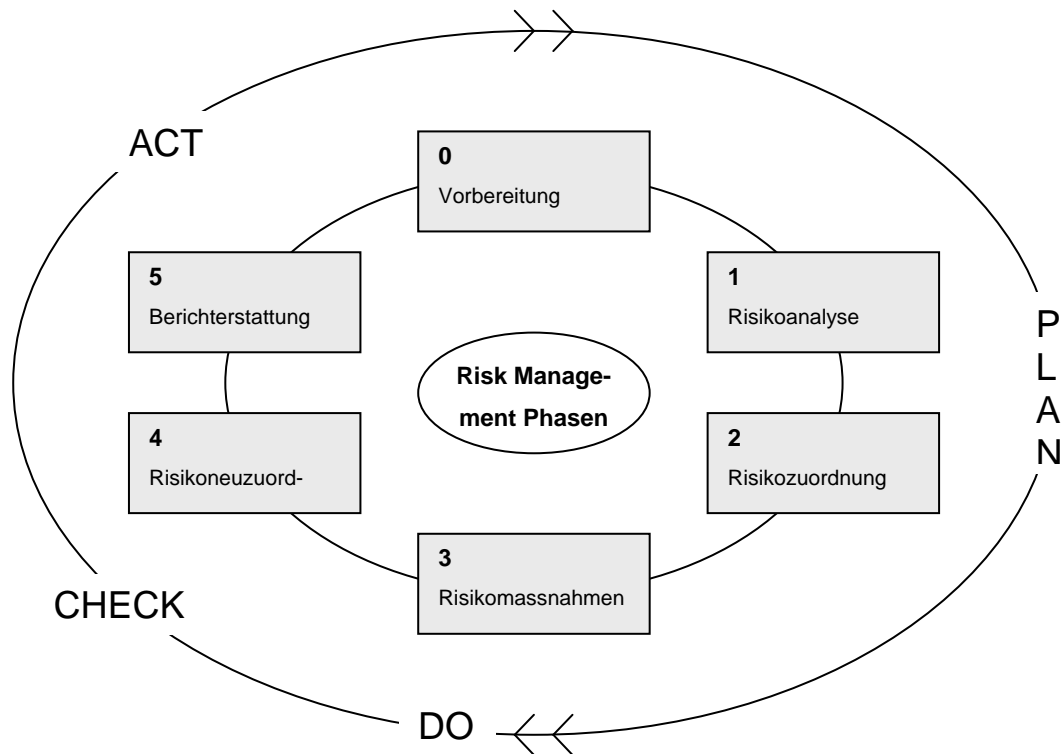 ACT
0
Vorbereitung
5
Berichterstattung
1
Risikoanalyse
PLAN
Risk Manage-
ment Phasen
4
Risikoneuzuord-
2
Risikozuordnung
3
Risikomassnahmen
CHECK
DO